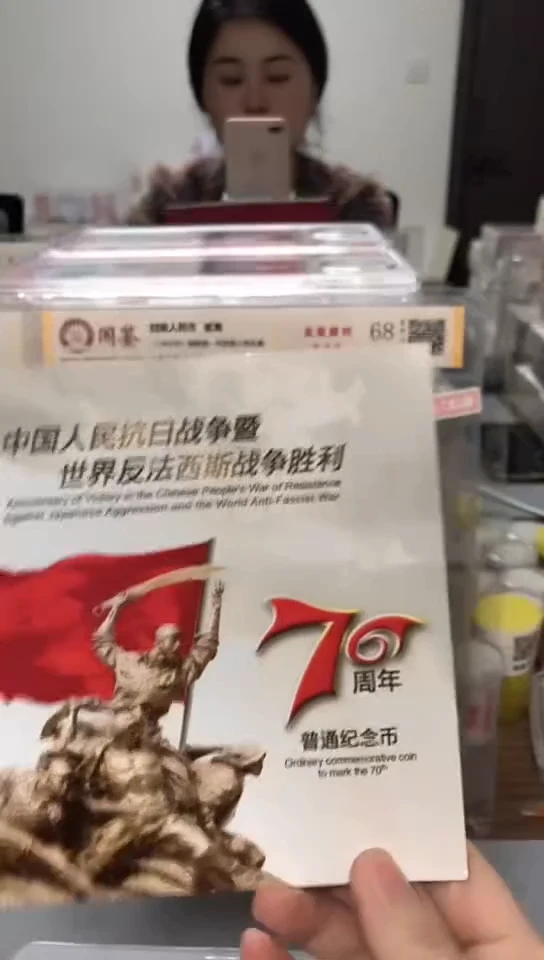 闻鉴
68
中国人民抗日战争暨
世界反法西斯战争胜利
Anniversary of Victory in the Chinese People's War of Resistance
Against Japanese Aggression and the World Anti-Fascist War
70
周年
普通纪念币
Ordinary commemorative coin
to mark the 70th